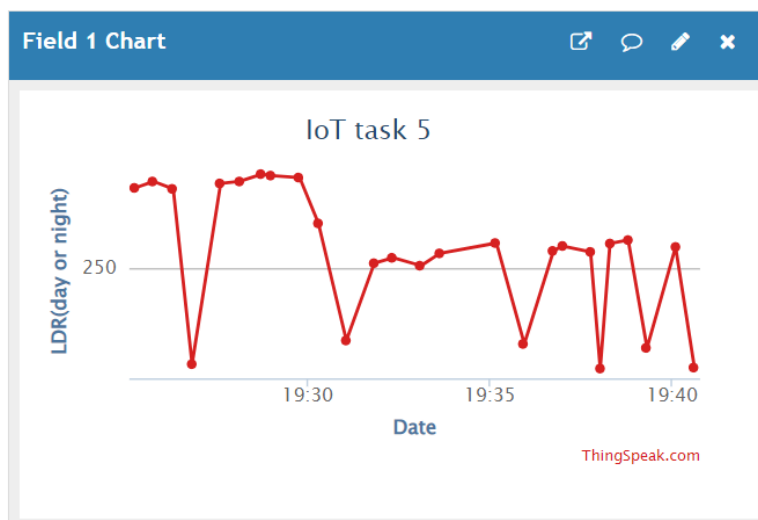 Field 1 Chart
IoT task 5
LDR(day or night)
250
19:30 19:35 19:40
Date
ThingSpeak.com